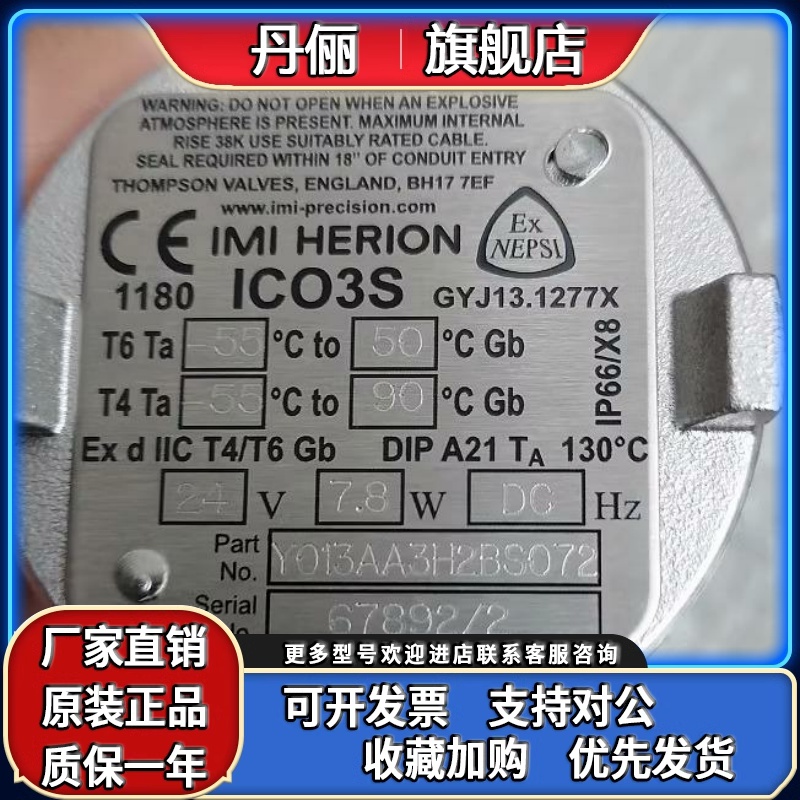 丹俪 旗舰店
WARNING: DO NOT OPEN WHEN AN EXPLOSIVE
ATMOSPHERE IS PRESENT. MAXIMUM INTERNAL
RISE 38K USE SUITABLY RATED CABLE.
SEAL REQUIRED WITHIN 18" OF CONDUIT ENTRY
THOMPSON VALVES, ENGLAND, BH17 7EF
www.imi-precision.com
Ex
NEPSI
CE IMI HERION
1180 ICO3S GYJ13.1277X
T6 Ta -55 °C to 50 °C Gb
T4 Ta -55 °C to 90 °C Gb
IP66/X8
Ex d IIC T4/T6 Gb DIP A21 TA 130°C
24 V 7.8 W DC Hz
Part
No. Y013AA3H2BS072
Serial
No. 67892/2
厂家直销
原装正品
质保一年
更多型号欢迎进店联系客服咨询
可开发票 支持对公
收藏加购 优先发货